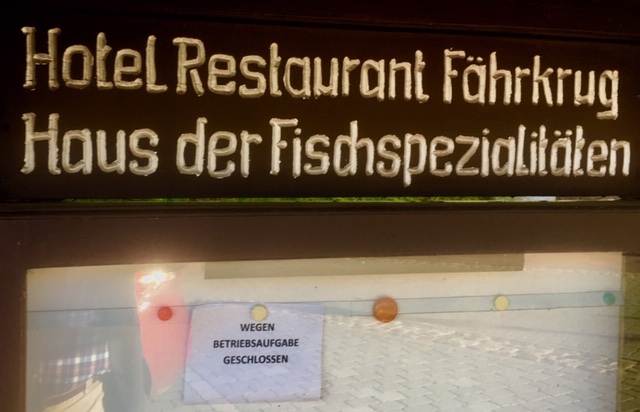 Hotel Restaurant Fährkrug
Haus der Fischspezialitäten
WEGEN
BETRIEBSAUFGABE
GESCHLOSSEN